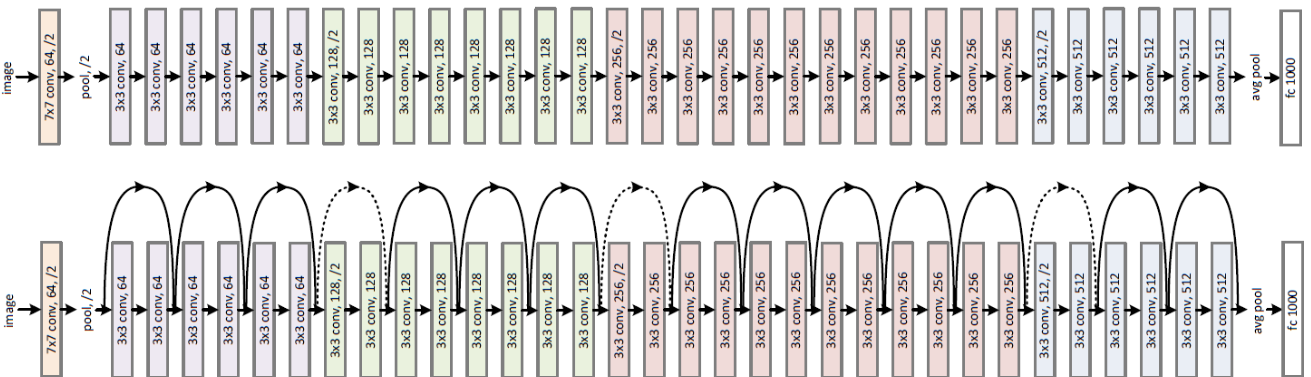 image
7x7 conv, 64, /2
pool, /2
3x3 conv, 64
3x3 conv, 64
3x3 conv, 64
3x3 conv, 64
3x3 conv, 64
3x3 conv, 64
3x3 conv, 128, /2
3x3 conv, 128
3x3 conv, 128
3x3 conv, 128
3x3 conv, 128
3x3 conv, 128
3x3 conv, 128
3x3 conv, 128
3x3 conv, 256, /2
3x3 conv, 256
3x3 conv, 256
3x3 conv, 256
3x3 conv, 256
3x3 conv, 256
3x3 conv, 256
3x3 conv, 256
3x3 conv, 256
3x3 conv, 256
3x3 conv, 256
3x3 conv, 256
3x3 conv, 512, /2
3x3 conv, 512
3x3 conv, 512
3x3 conv, 512
3x3 conv, 512
3x3 conv, 512
avg pool
fc 1000
image
7x7 conv, 64, /2
pool, /2
3x3 conv, 64
3x3 conv, 64
3x3 conv, 64
3x3 conv, 64
3x3 conv, 64
3x3 conv, 64
3x3 conv, 128, /2
3x3 conv, 128
3x3 conv, 128
3x3 conv, 128
3x3 conv, 128
3x3 conv, 128
3x3 conv, 128
3x3 conv, 128
3x3 conv, 256, /2
3x3 conv, 256
3x3 conv, 256
3x3 conv, 256
3x3 conv, 256
3x3 conv, 256
3x3 conv, 256
3x3 conv, 256
3x3 conv, 256
3x3 conv, 256
3x3 conv, 256
3x3 conv, 256
3x3 conv, 512, /2
3x3 conv, 512
3x3 conv, 512
3x3 conv, 512
3x3 conv, 512
3x3 conv, 512
avg pool
fc 1000